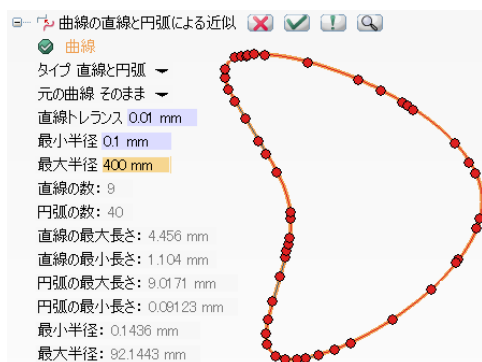 曲線の直線と円弧による近似
曲線
タイプ 直線と円弧
元の曲線 そのまま
直線トレランス 0.01 mm
最小半径 0.1 mm
最大半径 400 mm
直線の数: 9
円弧の数: 40
直線の最大長さ: 4.456 mm
直線の最小長さ: 1.104 mm
円弧の最大長さ: 9.0171 mm
円弧の最小長さ: 0.09123 mm
最小半径: 0.1436 mm
最大半径: 92.1443 mm